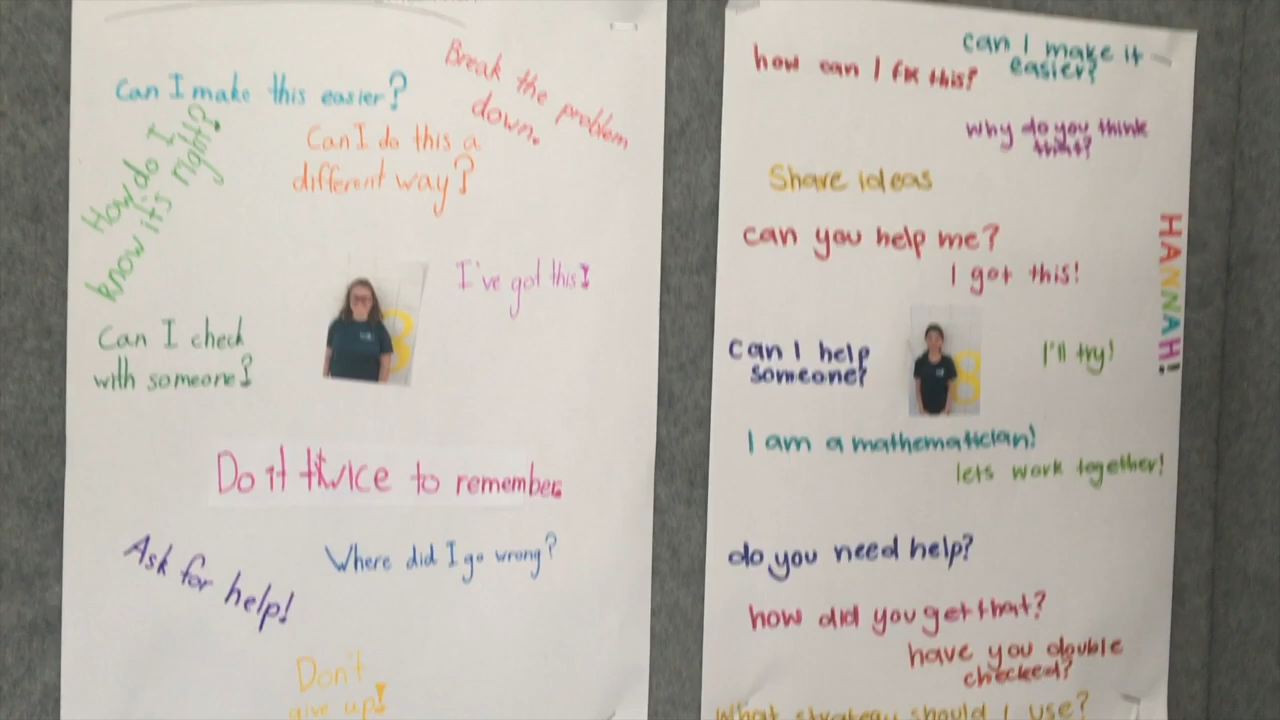 Can I make this easier?
Break the problem
down.
How do I
know it's right?
Can I do this a
different way?
I've got this!
Can I check
with someone?
Do it twice to remember.
Ask for help!
Where did I go wrong?
Don't
give up!
can I make it
easier?
how can I fix this?
why do you think
that?
Share ideas
can you help me?
I got this!
HANNAH!
can I help
someone?
I'll try!
I am a mathematician!
lets work together!
do you need help?
how did you get that?
have you double
checked?
What strategy should I use?